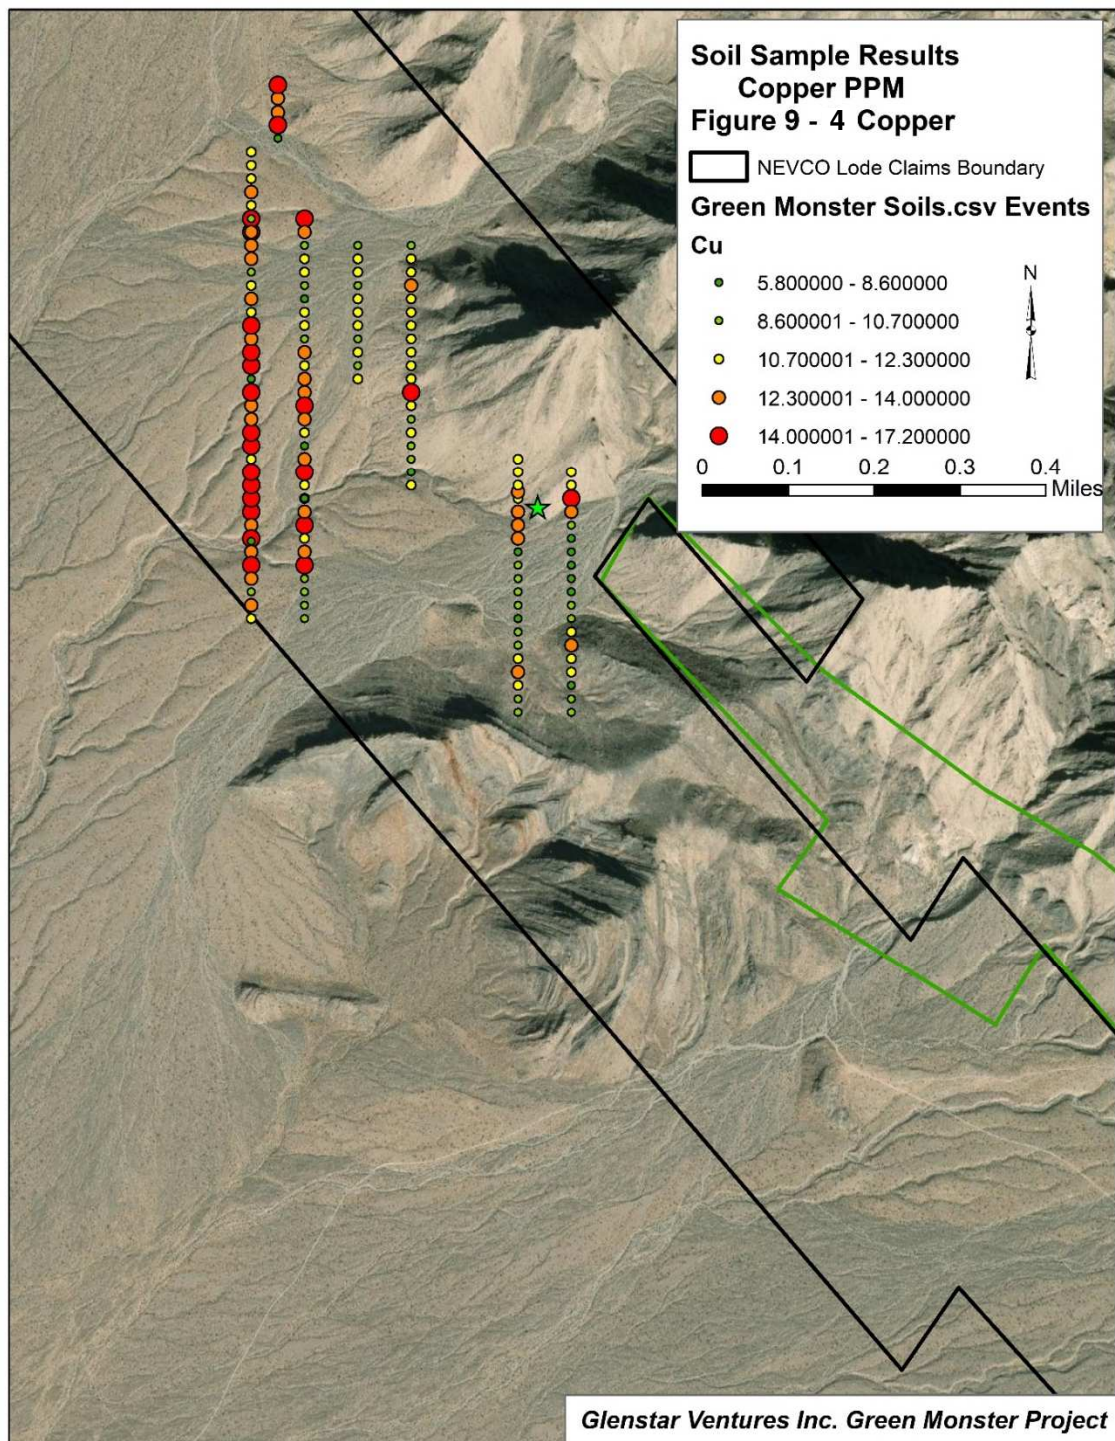 Soil Sample Results
Copper PPM
Figure 9 - 4 Copper
NEVCO Lode Claims Boundary
Green Monster Soils.csv Events
Cu
5.800000 - 8.600000
8.600001 - 10.700000
10.700001 - 12.300000
12.300001 - 14.000000
14.000001 - 17.200000
N
0 0.1 0.2 0.3 0.4
Miles
Glenstar Ventures Inc. Green Monster Project